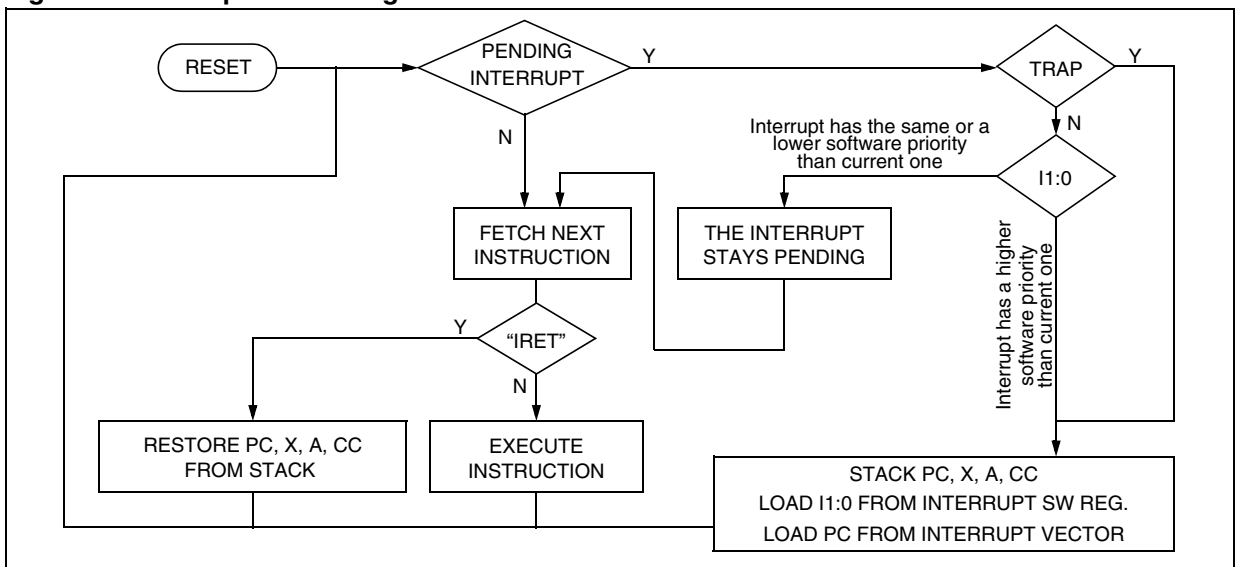 RESET
PENDING
INTERRUPT
Y
TRAP
Y
N
N
Interrupt has the same or a
lower software priority
than current one
I1:0
FETCH NEXT
INSTRUCTION
THE INTERRUPT
STAYS PENDING
Interrupt has a higher
software priority
than current one
Y
“IRET”
N
RESTORE PC, X, A, CC
FROM STACK
EXECUTE
INSTRUCTION
STACK PC, X, A, CC
LOAD I1:0 FROM INTERRUPT SW REG.
LOAD PC FROM INTERRUPT VECTOR